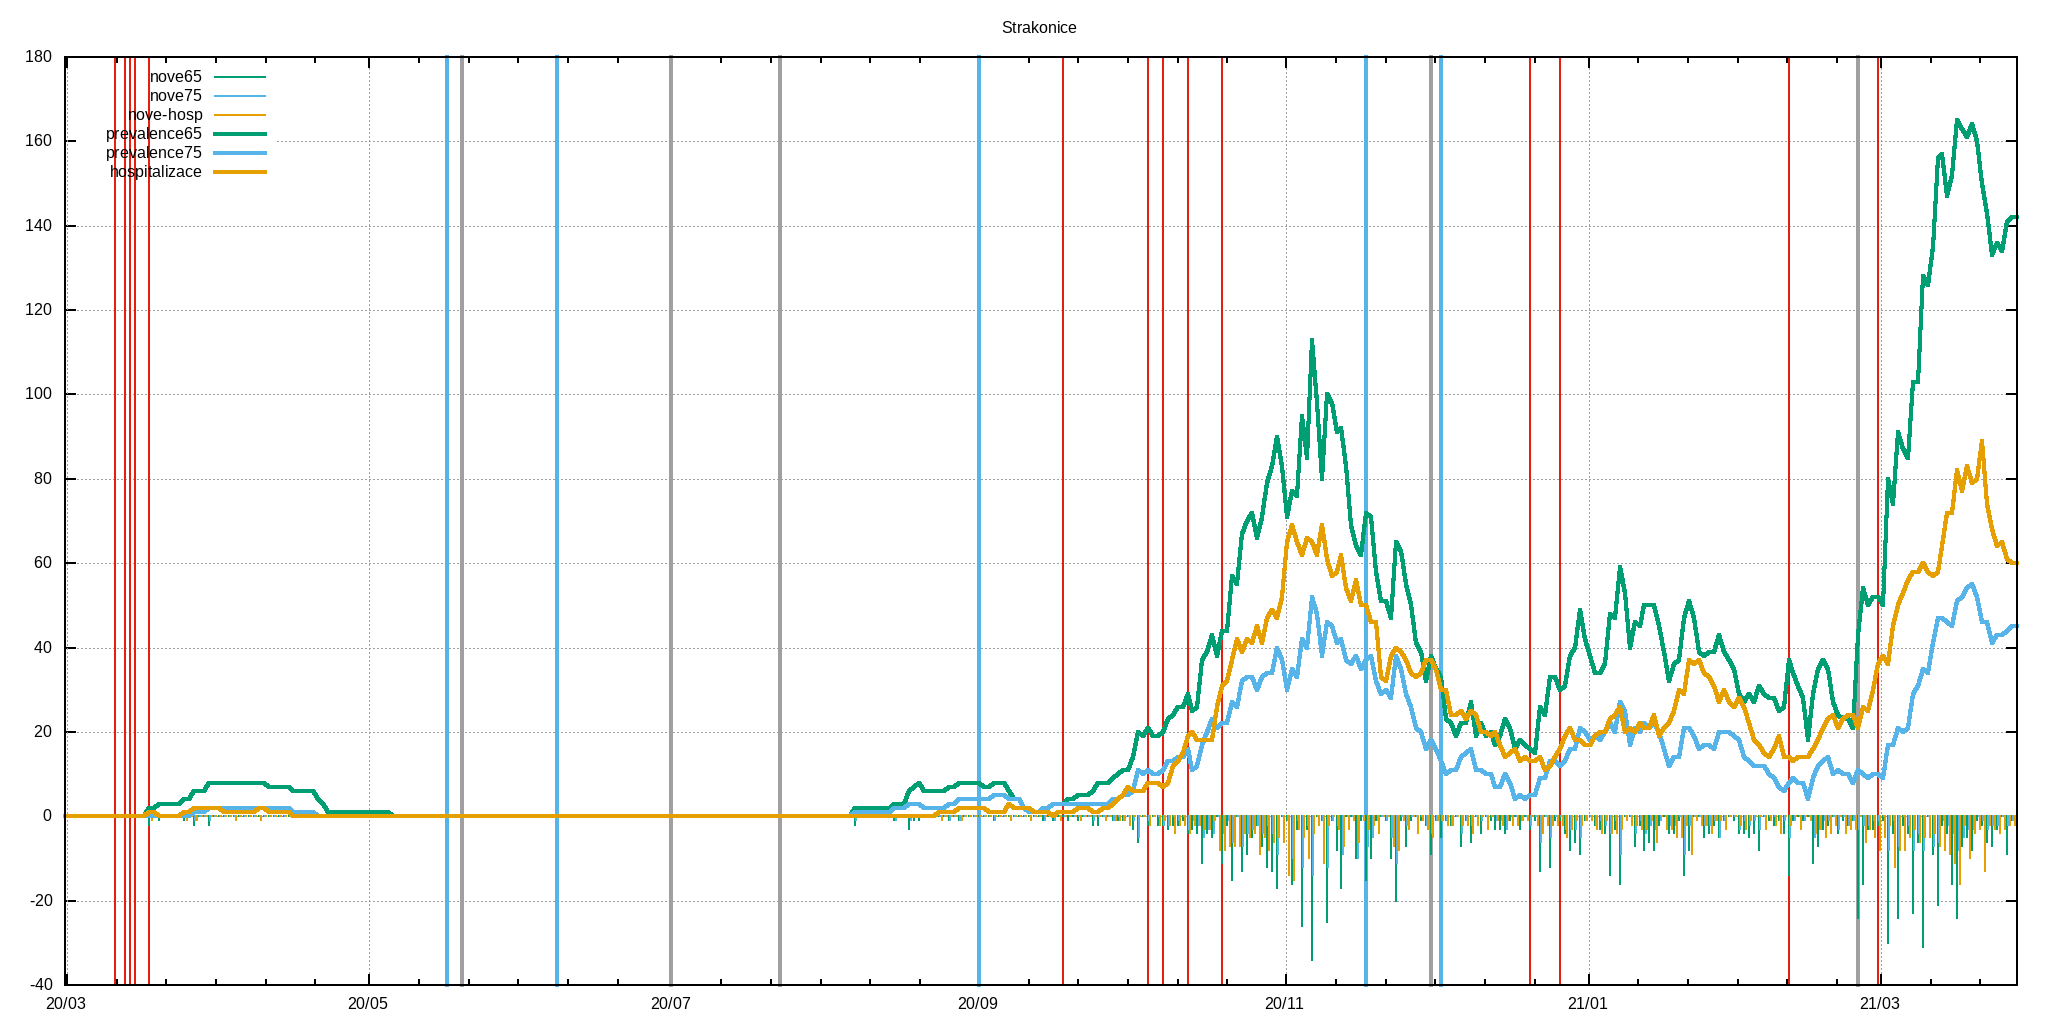 Strakonice
180
160
140
120
100
80
60
40
20
0
-20
-40
nove65
nove75
nove-hosp
prevalence65
prevalence75
hospitalizace
20/03 20/05 20/07 20/09 20/11 21/01 21/03